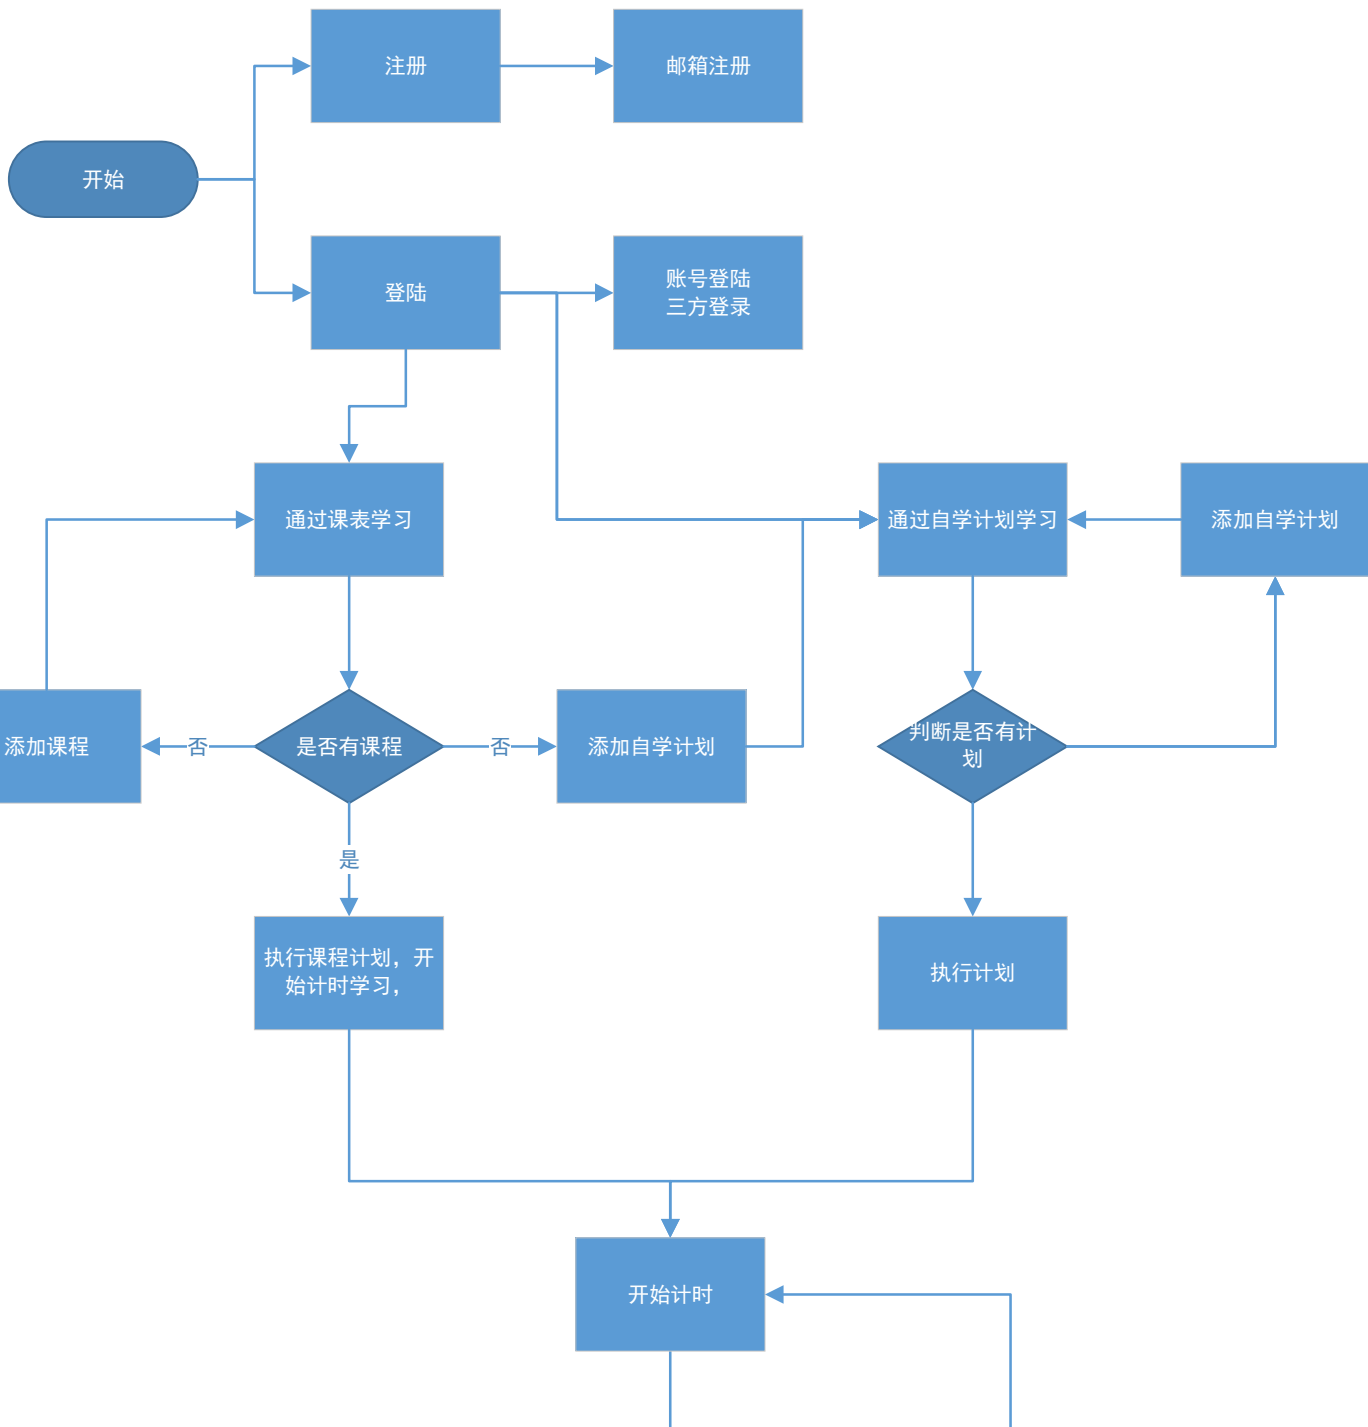 注册
邮箱注册
开始
登陆
账号登陆
三方登录
通过课表学习
通过自学计划学习
添加自学计划
添加课程
否
是否有课程
否
添加自学计划
判断是否有计
划
是
执行课程计划，开
始计时学习，
执行计划
开始计时